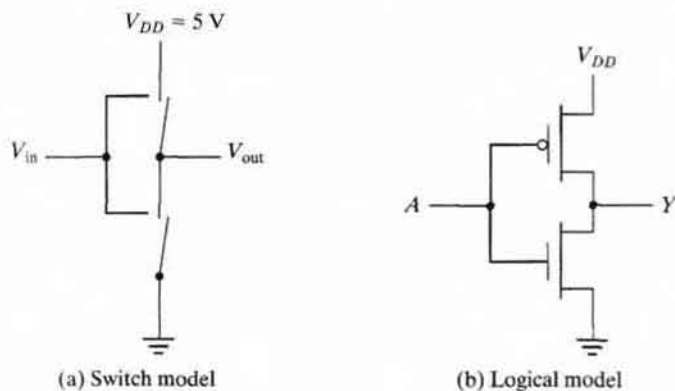 V_DD = 5 V
V_in
V_out
(a) Switch model
V_DD
A
Y
(b) Logical model